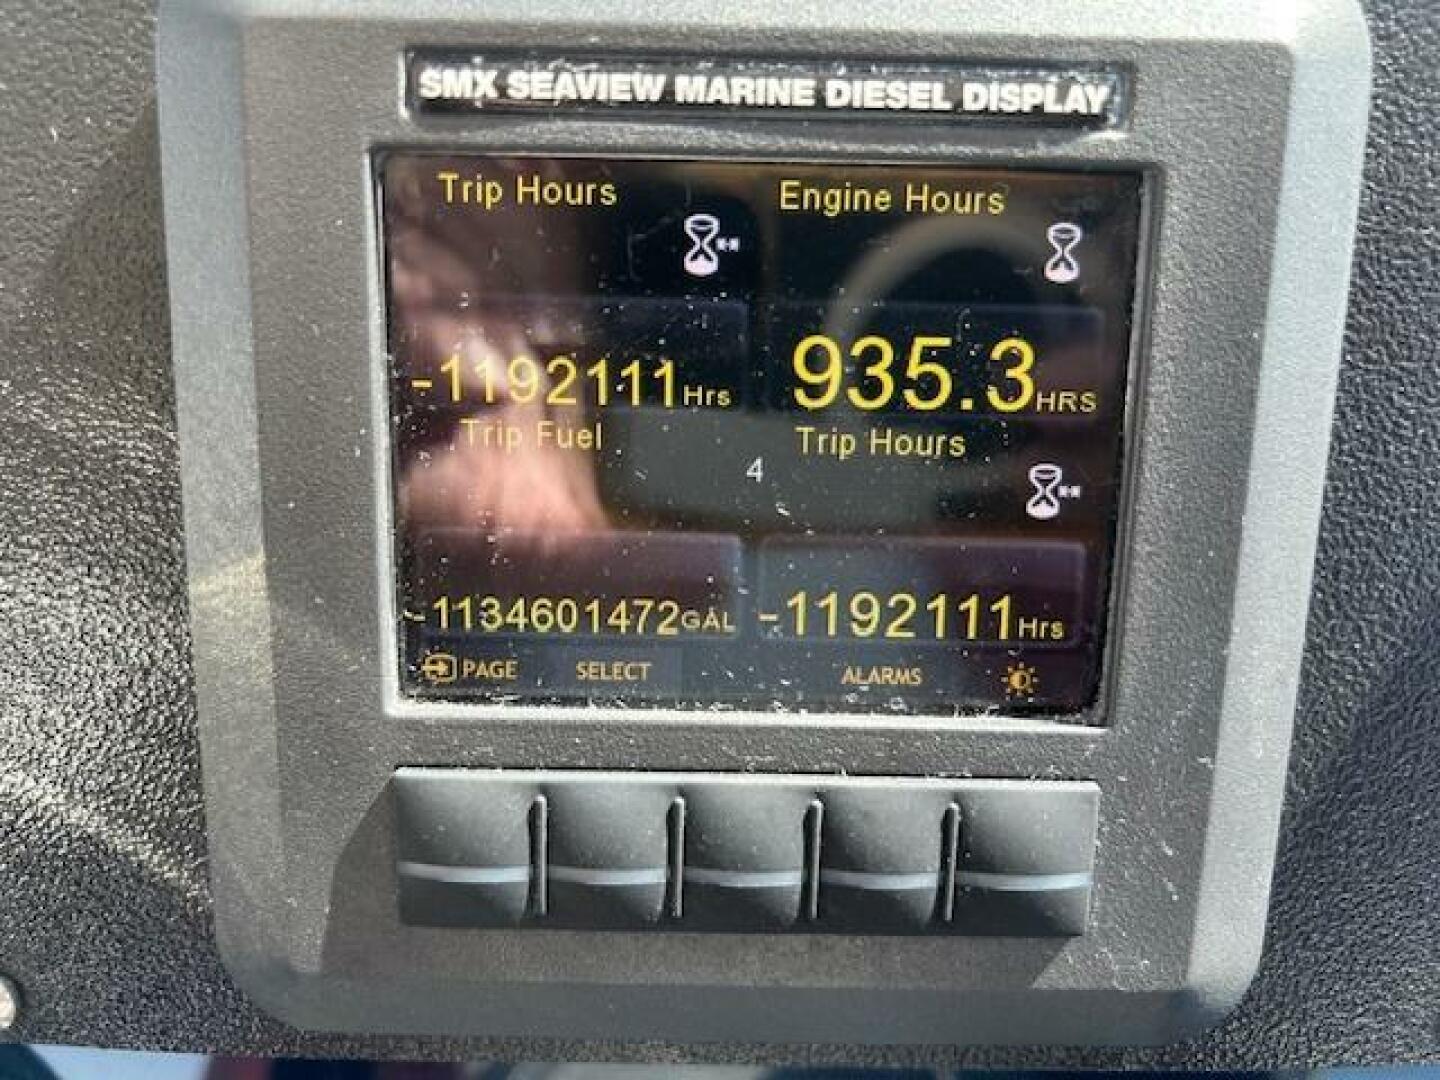 SMX SEAVIEW MARINE DIESEL DISPLAY
Trip Hours
-1192111Hrs
Engine Hours
935.3HRS
Trip Fuel
-1134601472GAL
4
Trip Hours
-1192111Hrs
PAGE SELECT ALARMS